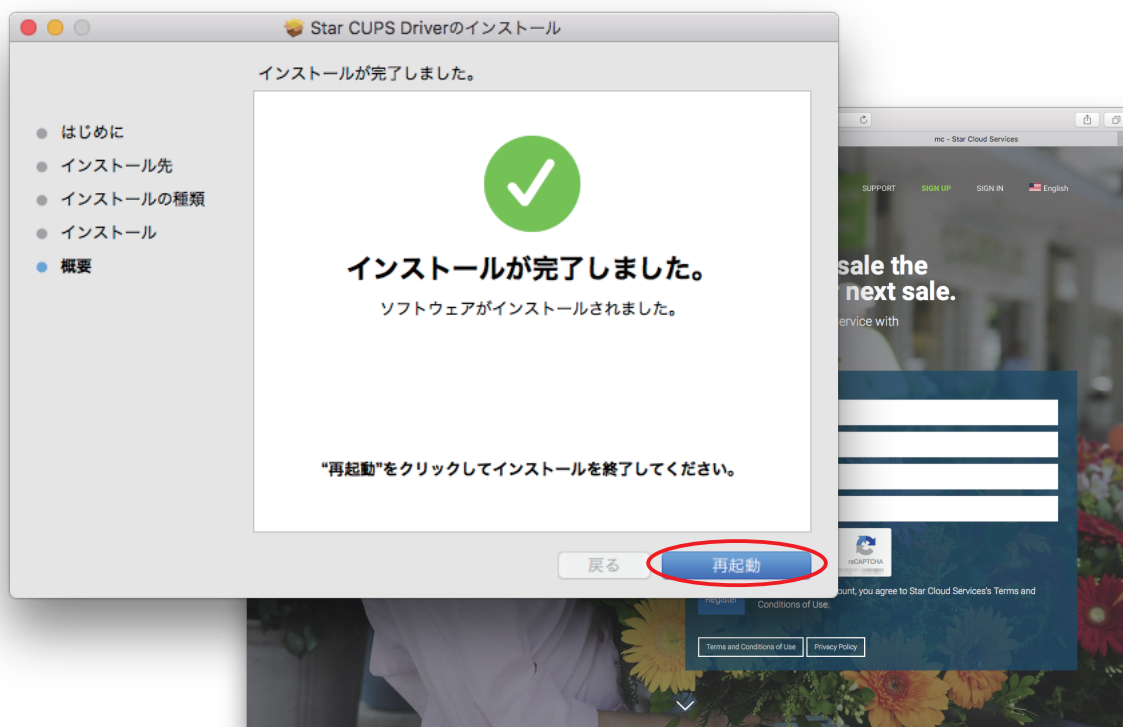 Star CUPS Driverのインストール
インストールが完了しました。
はじめに
インストール先
インストールの種類
インストール
概要
インストールが完了しました。
ソフトウェアがインストールされました。
“再起動”をクリックしてインストールを終了してください。
戻る
再起動
mc - Star Cloud Services
SUPPORT
SIGN UP
SIGN IN
English
sale the
next sale.
ervice with
reCAPTCHA
Register
ount, you agree to Star Cloud Services's Terms and
Conditions of Use.
Terms and Conditions of Use
Privacy Policy